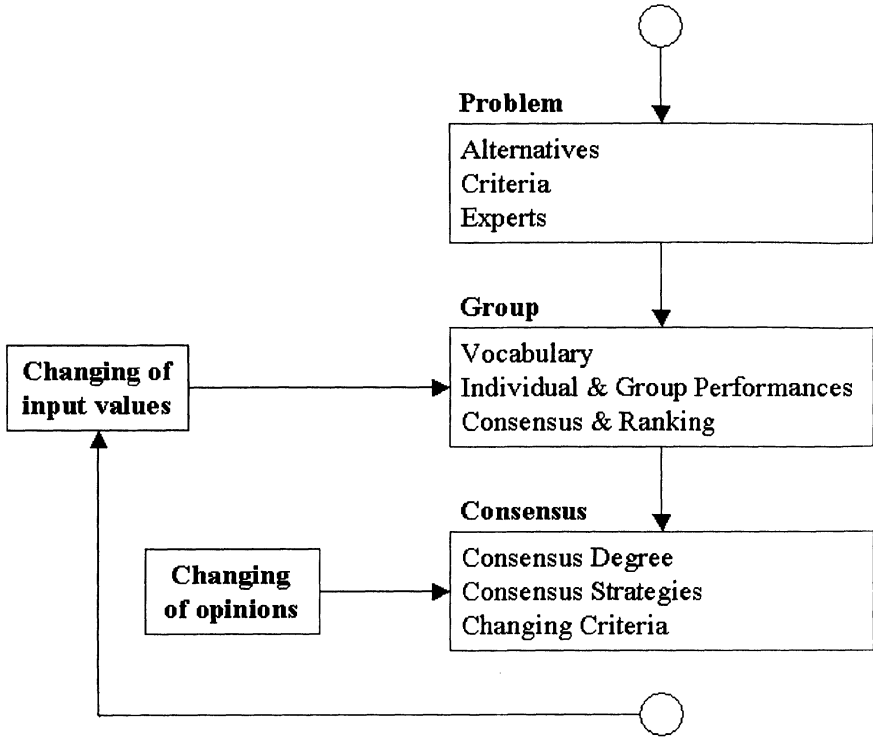 Problem
Alternatives
Criteria
Experts
Group
Vocabulary
Individual & Group Performances
Consensus & Ranking
Changing of
input values
Consensus
Consensus Degree
Consensus Strategies
Changing Criteria
Changing
of opinions